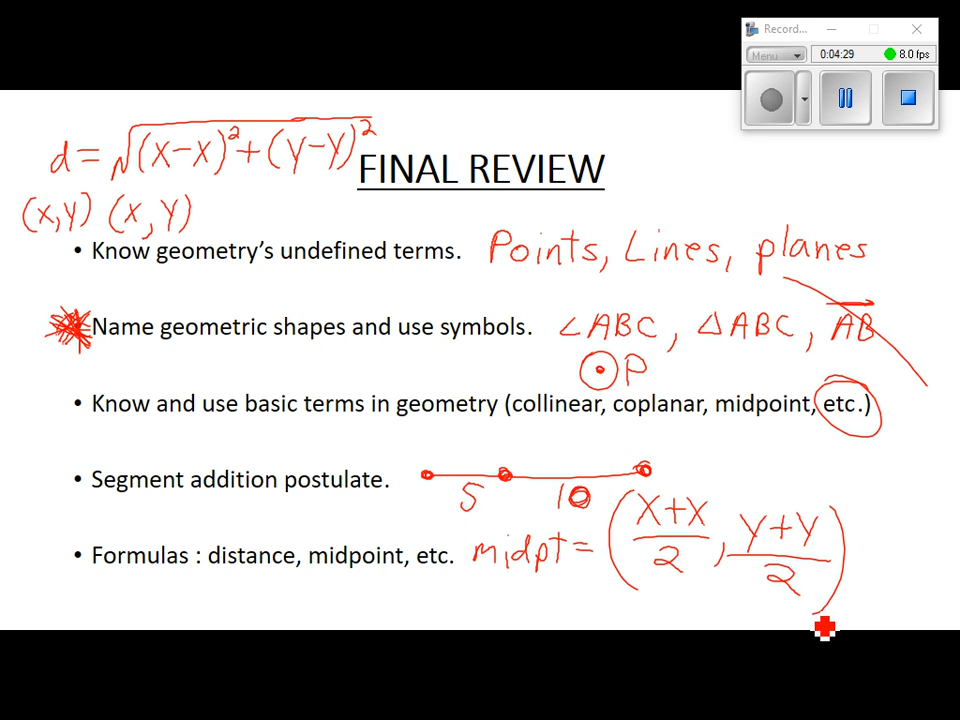 Record...
Menu
0:04:29
8.0 fps
d = √(x-x)²+(y-y)²
FINAL REVIEW
(x,y) (x,y)
• Know geometry's undefined terms. Points, Lines, planes
• Name geometric shapes and use symbols. ∠ABC, △ABC, AB
⊙P
• Know and use basic terms in geometry (collinear, coplanar, midpoint, etc.)
• Segment addition postulate.
5 10
• Formulas : distance, midpoint, etc. midpt = (x+x/2, y+y/2)